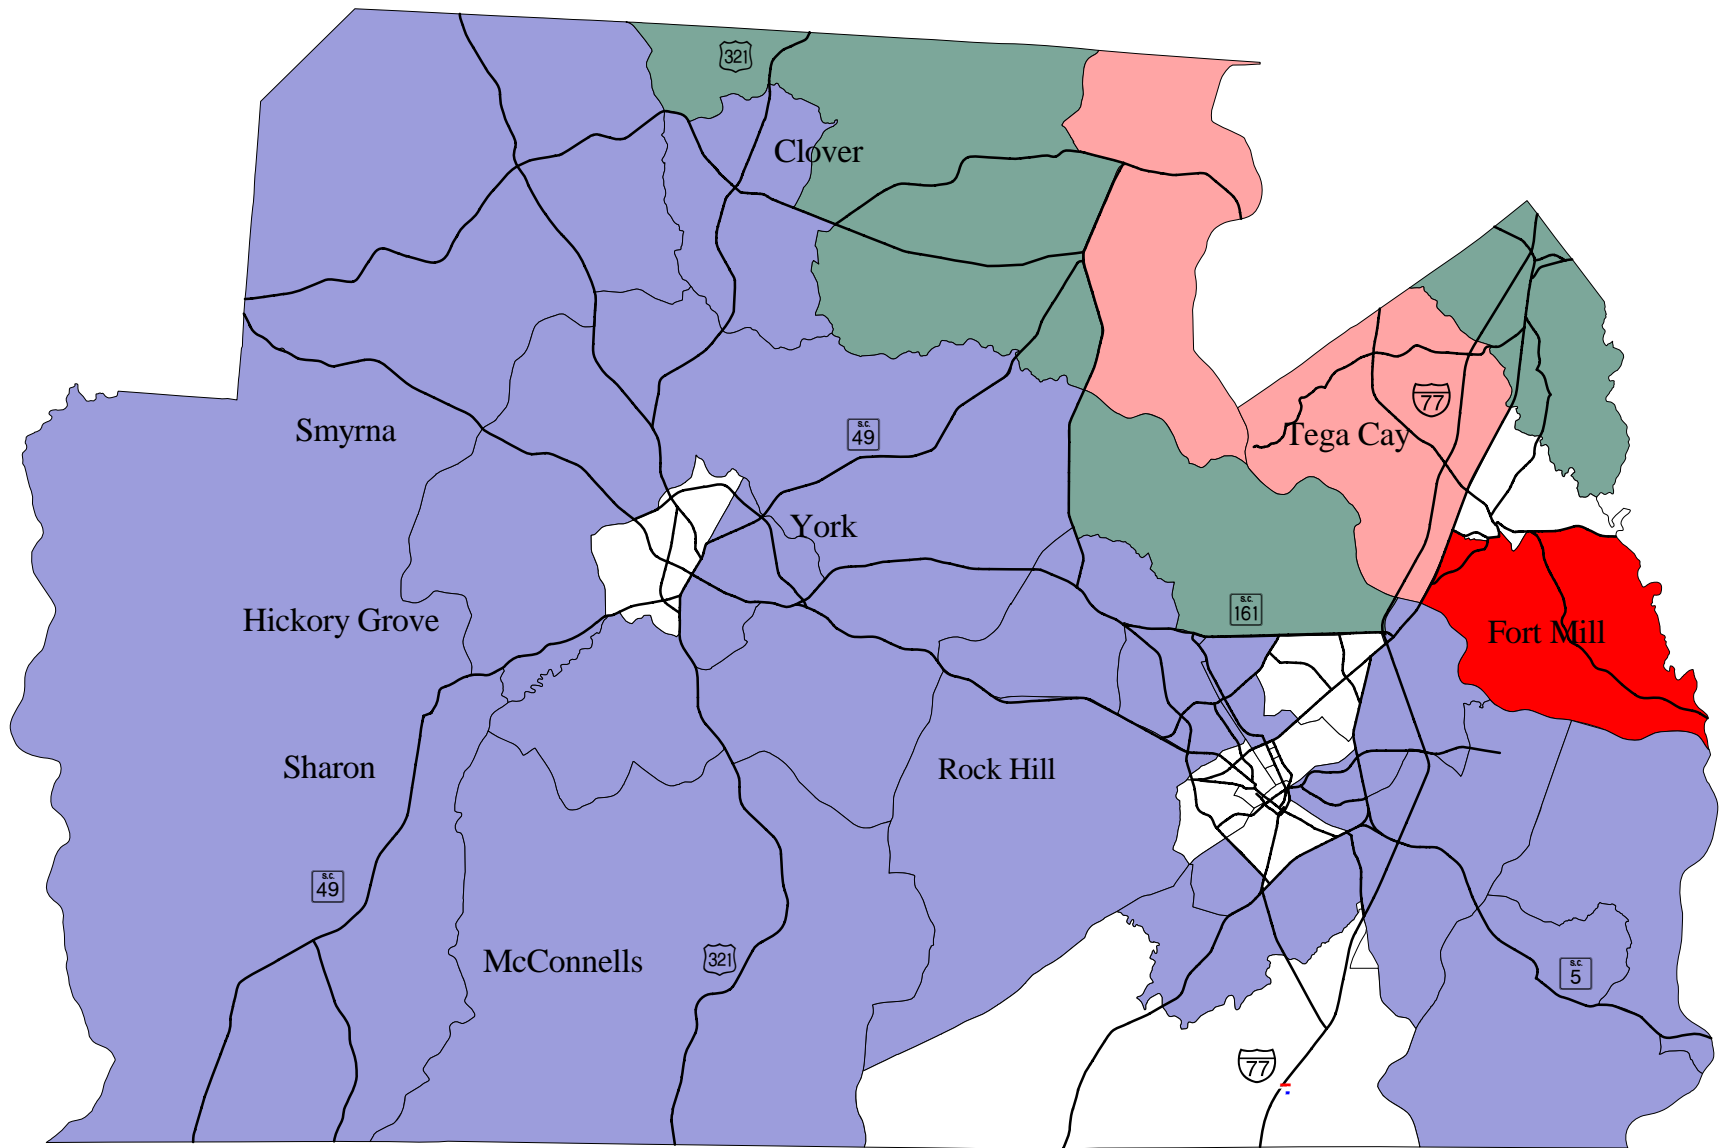 321
Clover
77
Smyrna
S.C.
49
Tega Cay
York
S.C.
161
Hickory Grove
Fort Mill
Sharon
Rock Hill
S.C.
49
McConnells
321
S.C.
5
77